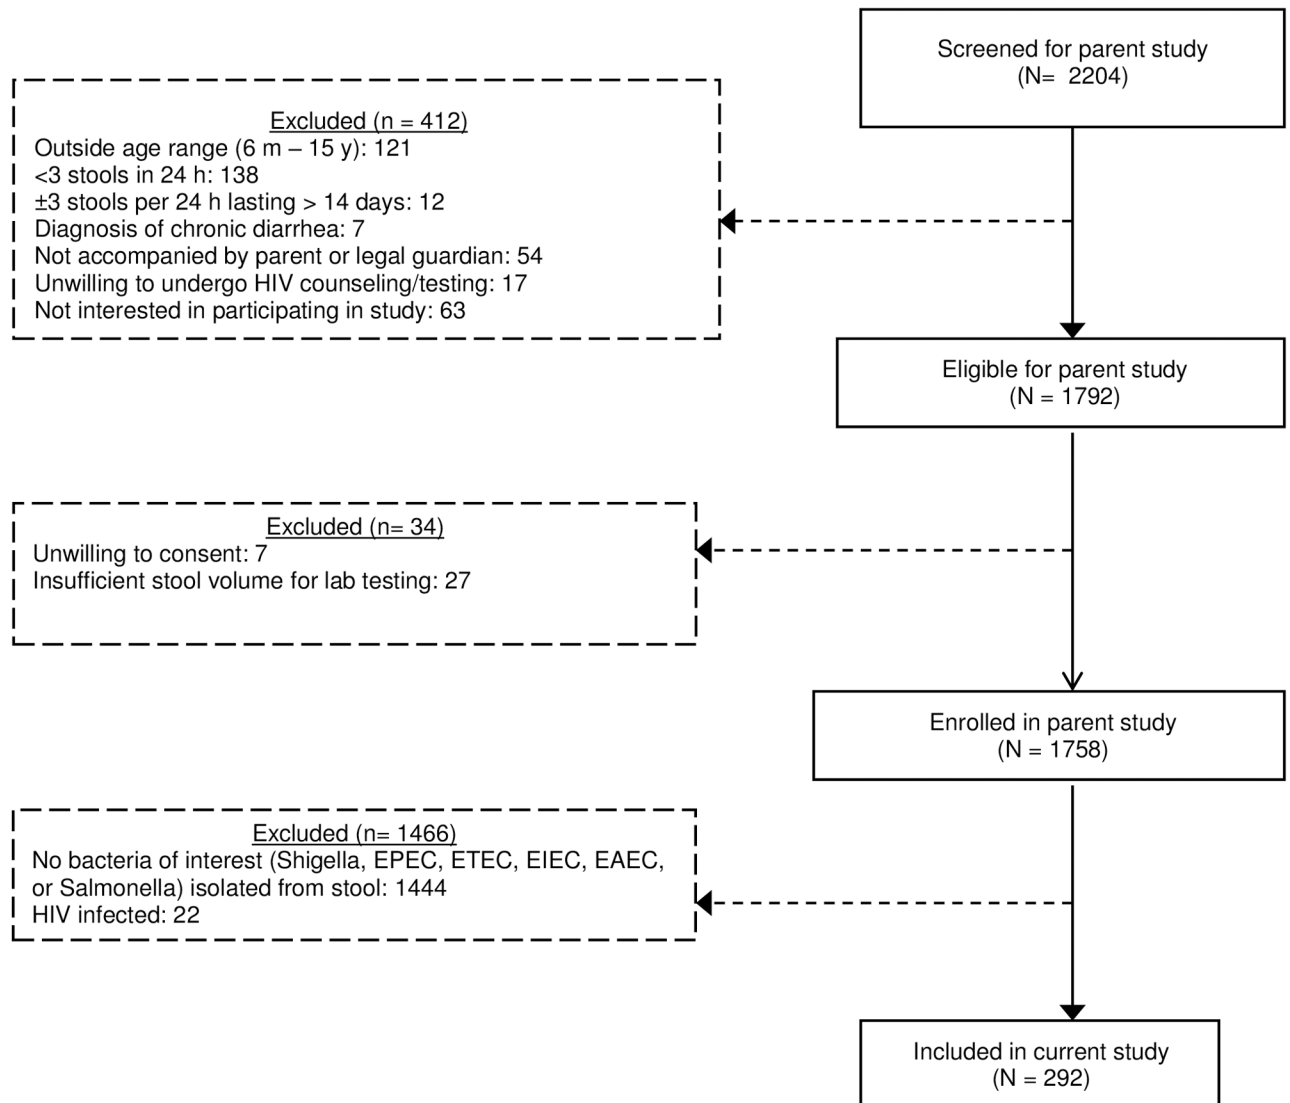 Screened for parent study
(N=  2204)
Excluded (n = 412)
Outside age range (6 m – 15 y): 121
<3 stools in 24 h: 138
±3 stools per 24 h lasting > 14 days: 12
Diagnosis of chronic diarrhea: 7
Not accompanied by parent or legal guardian: 54
Unwilling to undergo HIV counseling/testing: 17
Not interested in participating in study: 63
Eligible for parent study
(N = 1792)
Excluded (n= 34)
Unwilling to consent: 7
Insufficient stool volume for lab testing: 27
Enrolled in parent study
(N = 1758)
Excluded (n= 1466)
No bacteria of interest (Shigella, EPEC, ETEC, EIEC, EAEC,
or Salmonella) isolated from stool: 1444
HIV infected: 22
Included in current study
(N = 292)